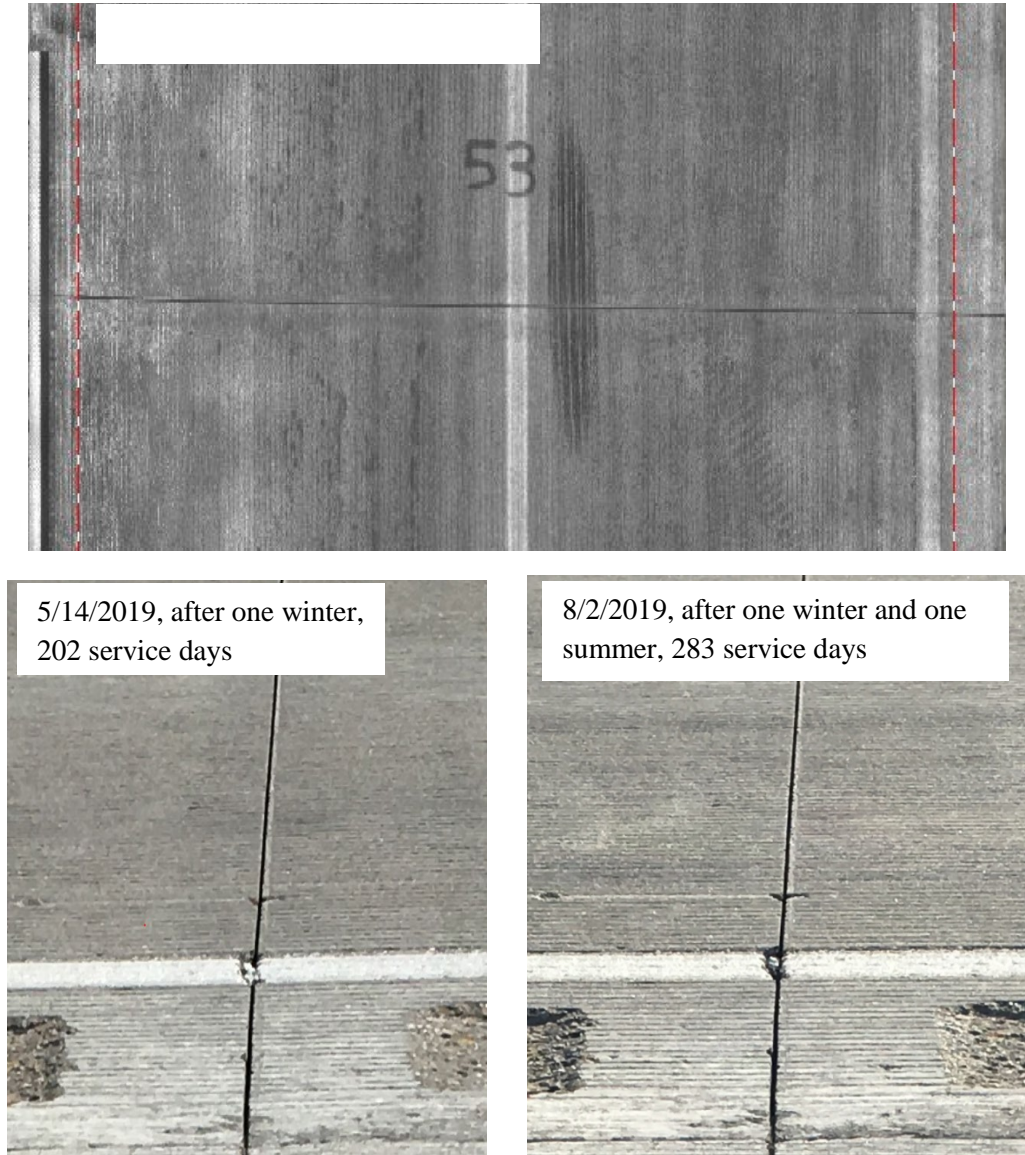 53
5/14/2019, after one winter,
202 service days
8/2/2019, after one winter and one
summer, 283 service days